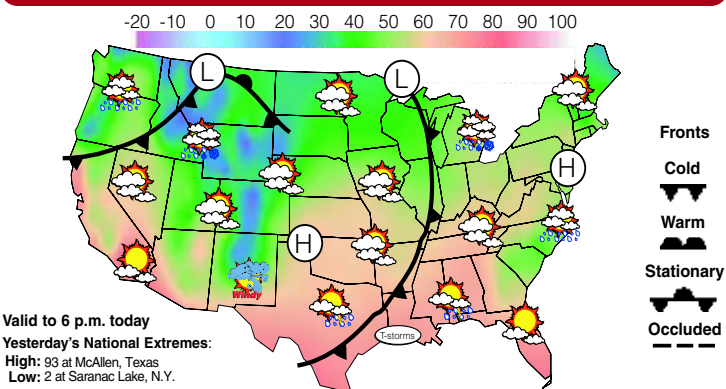 -20 -10 0 10 20 30 40 50 60 70 80 90 100
L
L
H
H
Windy
T-storms
Fronts
Cold
Warm
Stationary
Occluded
Valid to 6 p.m. today
Yesterday's National Extremes:
High: 93 at McAllen, Texas
Low: 2 at Saranac Lake, N.Y.